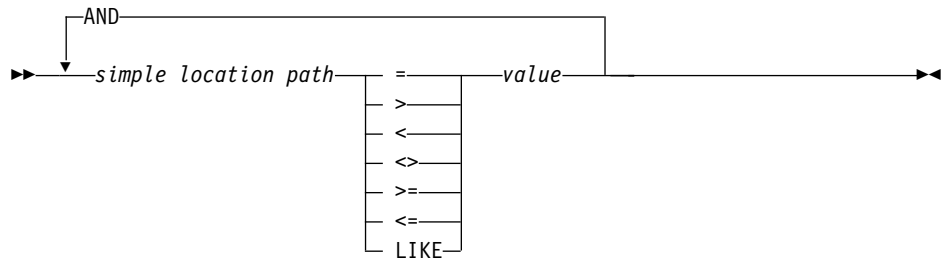 AND
simple location path = value
>
<
<>
>=
<=
LIKE